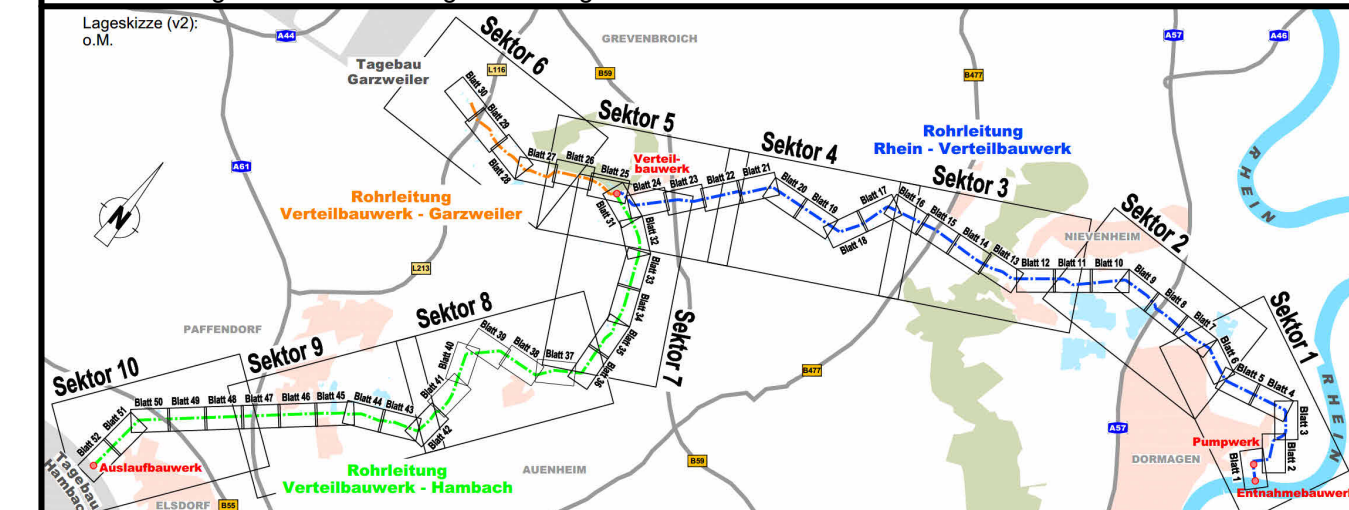 Lageskizze (v2):
o.M.
A44
GREVENBROICH
A57
A46
Tagebau
Garzweiler
L116
B59
B477
Sektor 6
Sektor 5
Sektor 4
Sektor 3
Sektor 2
Sektor 1
Rohrleitung
Rhein - Verteilbauwerk
RHEIN
A61
N
Rohrleitung
Verteilbauwerk - Garzweiler
Verteil-
bauwerk
NIEVENHEIM
Blatt 30
Blatt 29
Blatt 28
Blatt 27
Blatt 26
Blatt 25
Blatt 24
Blatt 23
Blatt 22
Blatt 21
Blatt 20
Blatt 19
Blatt 18
Blatt 17
Blatt 16
Blatt 15
Blatt 14
Blatt 13
Blatt 12
Blatt 11
Blatt 10
Blatt 9
Blatt 8
Blatt 7
Blatt 6
Blatt 5
Blatt 4
Blatt 3
Blatt 2
Blatt 1
L213
PAFFENDORF
Sektor 10
Sektor 9
Sektor 8
Sektor 7
Blatt 31
Blatt 32
Blatt 33
Blatt 34
Blatt 35
Blatt 36
Blatt 37
Blatt 38
Blatt 39
Blatt 40
Blatt 41
Blatt 42
Blatt 43
Blatt 44
Blatt 45
Blatt 46
Blatt 47
Blatt 48
Blatt 49
Blatt 50
Blatt 51
Blatt 52
B477
A57
RHEIN
Pumpwerk
DORMAGEN
Entnahmebauwerk
Auslaufbauwerk
Tagebau
Hambach
Rohrleitung
Verteilbauwerk - Hambach
AUENHEIM
B59
ELSDORF
B55